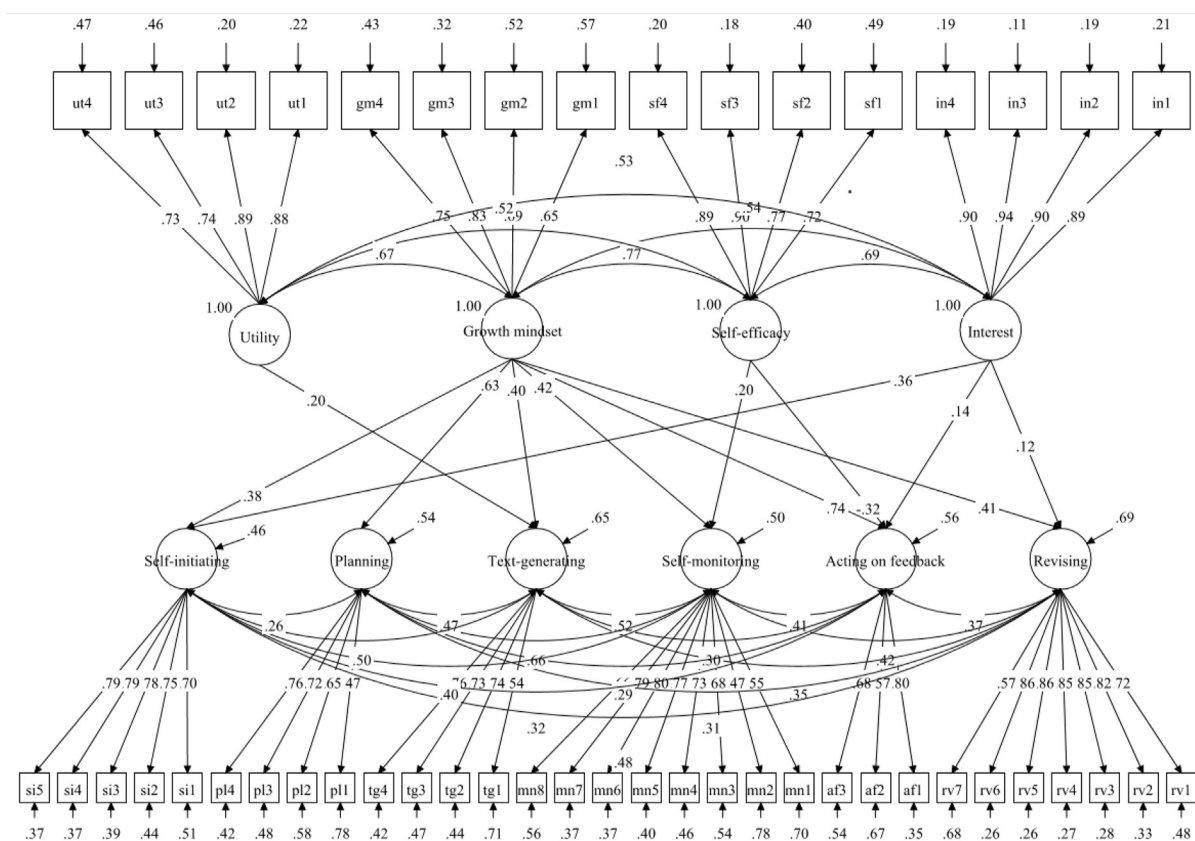 .47 .46 .20 .22 .43 .32 .52 .57 .20 .18 .40 .49 .19 .11 .19 .21
ut4 ut3 ut2 ut1 gm4 gm3 gm2 gm1 sf4 sf3 sf2 sf1 in4 in3 in2 in1
.53
.52 .54
.73 .74 .89 .88 .75 .83 .69 .65 .89 .90 .77 .72 .90 .94 .90 .89
.67 .77 .69
1.00 1.00 1.00 1.00
Utility Growth mindset Self-efficacy Interest
.63 .40 .42 .20 .36
.20 .14
.12
.38 .74 -.32 .41
.46 .54 .65 .50 .56 .69
Self-initiating Planning Text-generating Self-monitoring Acting on feedback Revising
.26 .47 .52 .41 .37
.50 .66 .30 .42
.79 .79 .78 .75 .70 .76 .72 .65 .47 .76 .73 .74 .54 .79 .80 .77 .73 .68 .47 .55 .68 .57 .80 .57 .86 .86 .85 .85 .82 .72
.40 .29 .35
.32 .31
.48
si5 si4 si3 si2 si1 pl4 pl3 pl2 pl1 tg4 tg3 tg2 tg1 mn8 mn7 mn6 mn5 mn4 mn3 mn2 mn1 af3 af2 af1 rv7 rv6 rv5 rv4 rv3 rv2 rv1
.37 .37 .39 .44 .51 .42 .48 .58 .78 .42 .47 .44 .71 .56 .37 .37 .40 .46 .54 .78 .70 .54 .67 .35 .68 .26 .26 .27 .28 .33 .48